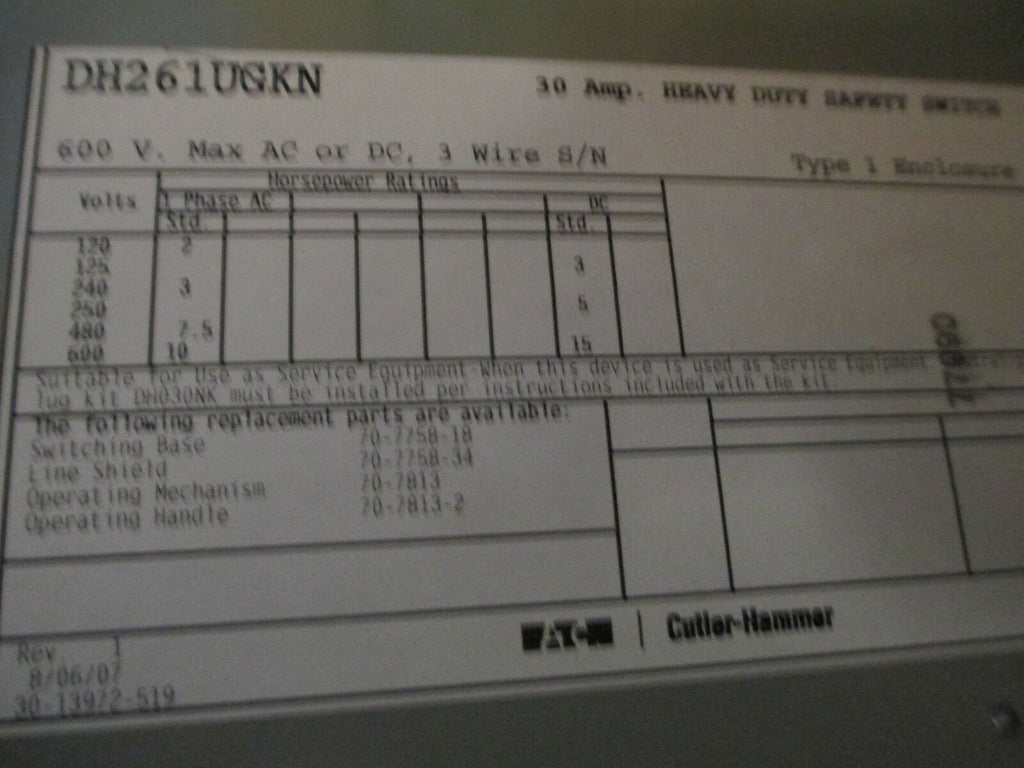 DH261UGKN
30 Amp. HEAVY DUTY SAFETY SWITCH
600 V. Max AC or DC, 3 Wire S/N
Type 1 Enclosure
Horsepower Ratings
Volts 1 Phase AC DC
Std. Std.
120 2
125 3
240 3
250 5
480 7.5
600 10 15
Suitable for Use as Service Equipment-When this device is used as Service Equipment
lug kit DH030NK must be installed per instructions included with the kit.
The following replacement parts are available:
Switching Base 70-7758-18
Line Shield 70-7758-34
Operating Mechanism 70-7813
Operating Handle 70-7813-2
EATON | Cutler-Hammer
Rev 1
8/06/07
30-13972-519